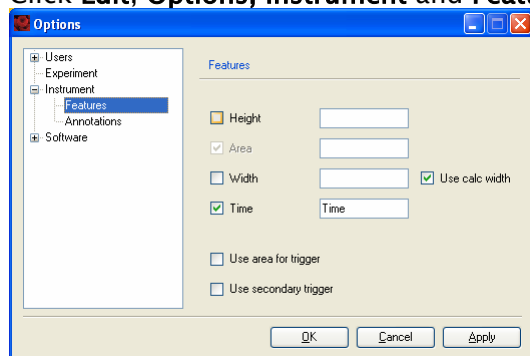 Click Edit, Options, Instrument and Featu
Options
Users
Experiment
Instrument
Features
Annotations
Software
Features
Height
Area
Width
Use calc width
Time
Time
Use area for trigger
Use secondary trigger
OK
Cancel
Apply